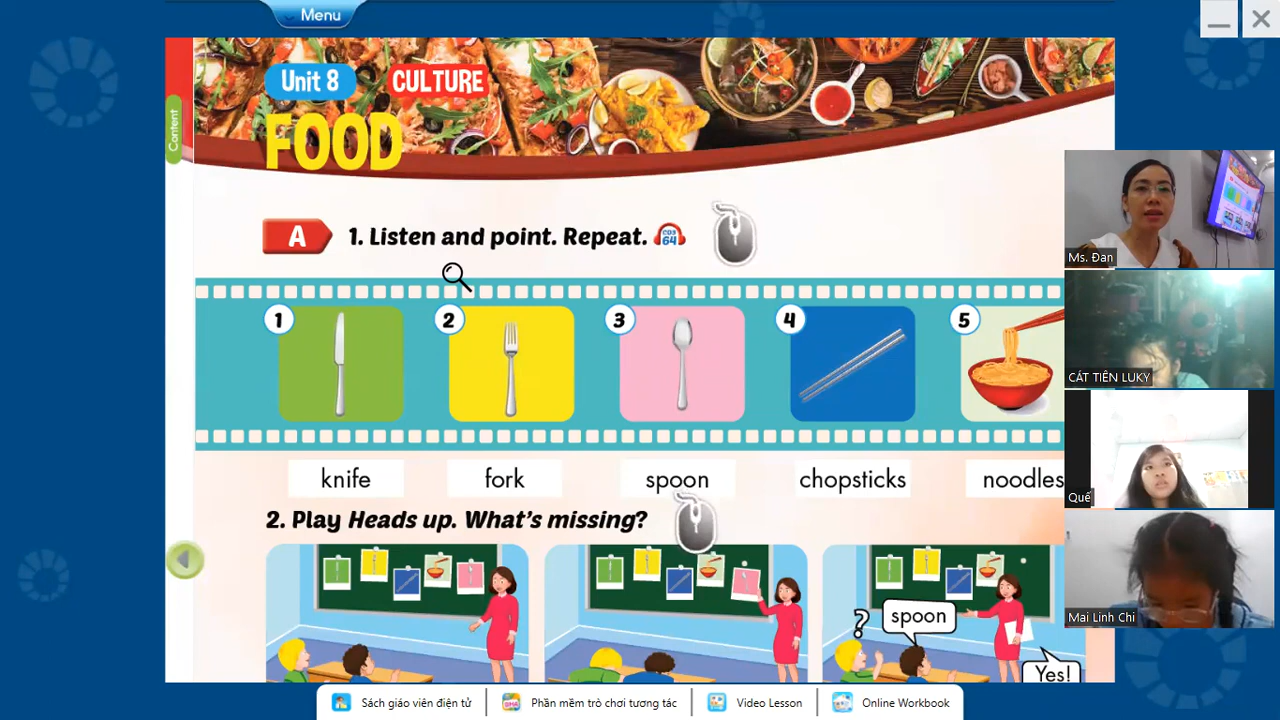 Menu
Content
Unit 8 CULTURE
FOOD
A 1. Listen and point. Repeat. CD3 64
1 2 3 4 5
knife fork spoon chopsticks noodles
2. Play Heads up. What's missing?
? spoon
Yes!
Ms. Đan
CÁT TIÊN LUKY
Quế
Mai Linh Chi
Sách giáo viên điện tử Phần mềm trò chơi tương tác Video Lesson Online Workbook